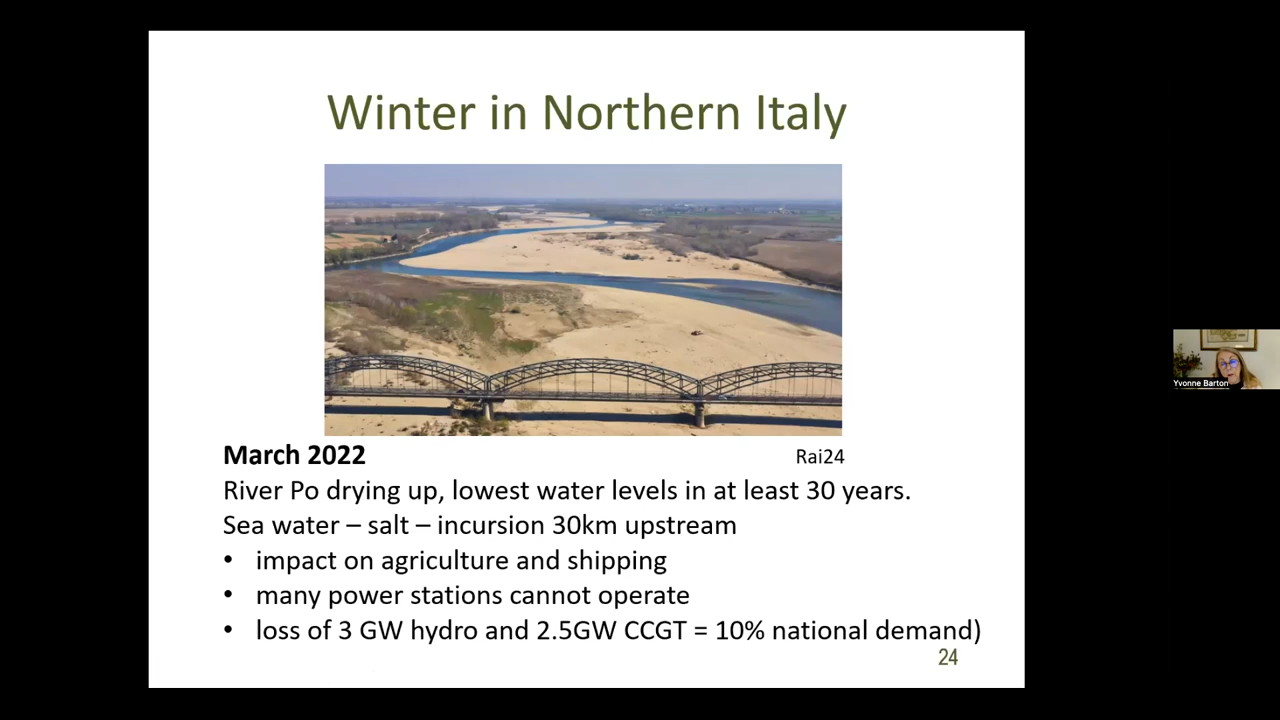 Winter in Northern Italy
March 2022
Rai24
River Po drying up, lowest water levels in at least 30 years.
Sea water – salt – incursion 30km upstream
• impact on agriculture and shipping
• many power stations cannot operate
• loss of 3 GW hydro and 2.5GW CCGT = 10% national demand)
24
Yvonne Barton